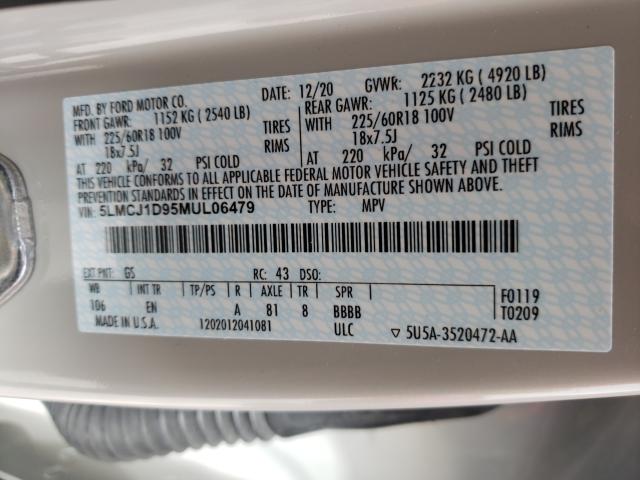 MFD. BY FORD MOTOR CO.
DATE: 12/20 GVWR: 2232 KG ( 4920 LB)
FRONT GAWR: 1152 KG ( 2540 LB)
REAR GAWR: 1125 KG ( 2480 LB)
WITH 225/60R18 100V TIRES
18x7.5J RIMS
AT 220 kPa/ 32 PSI COLD
WITH 225/60R18 100V TIRES
18x7.5J RIMS
AT 220 kPa/ 32 PSI COLD
THIS VEHICLE CONFORMS TO ALL APPLICABLE FEDERAL MOTOR VEHICLE SAFETY AND THEFT
PREVENTION STANDARDS IN EFFECT ON THE DATE OF MANUFACTURE SHOWN ABOVE.
VIN: 5LMCJ1D95MUL06479 TYPE: MPV
EXT PNT: GS RC: 43 DSO:
WB INT TR TP/PS R AXLE TR SPR
106 EN A 81 8 BBBB
F0119
T0209
MADE IN U.S.A. 1202012041081 ULC ▽ 5U5A-3520472-AA